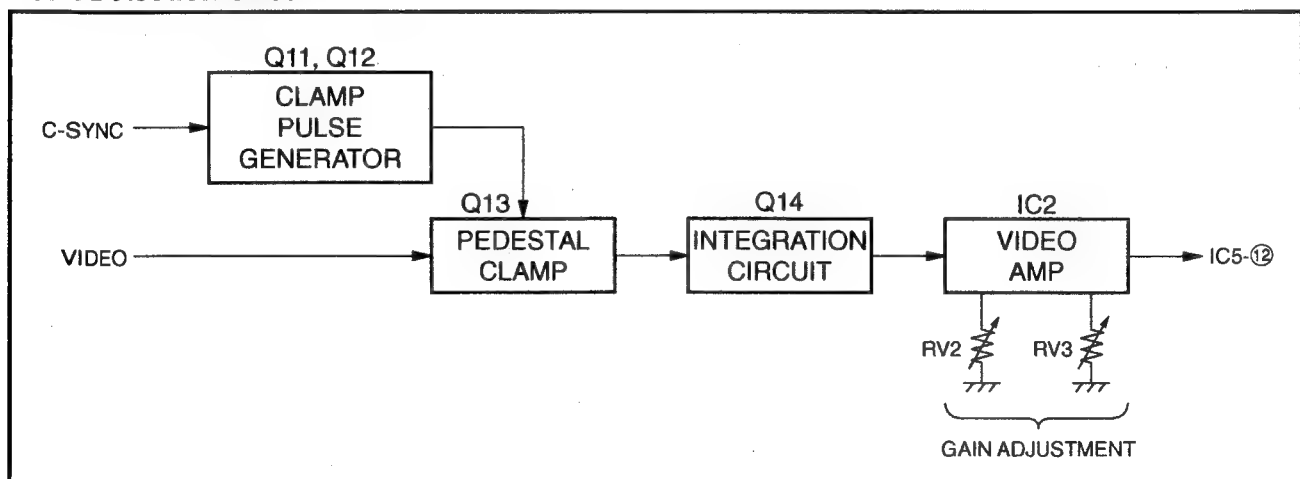 Q11, Q12
CLAMP
PULSE
GENERATOR
C-SYNC
Q13
PEDESTAL
CLAMP
VIDEO
Q14
INTEGRATION
CIRCUIT
IC2
VIDEO
AMP
IC5-⑫
RV2
RV3
GAIN ADJUSTMENT